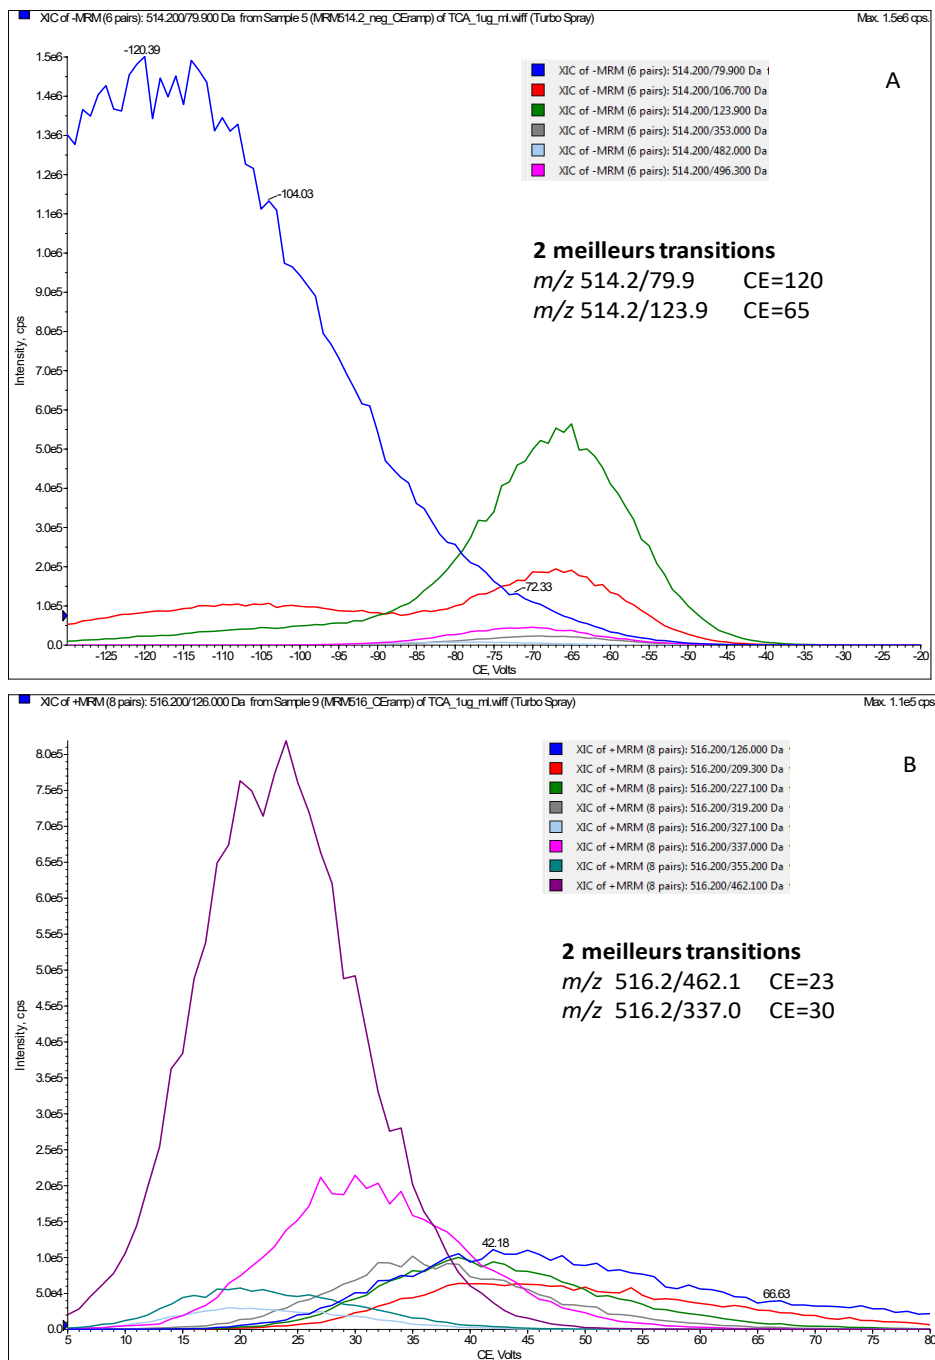 XIC of -MRM (6 pairs): 514.200/79.900 Da from Sample 5 (MRM514.2_neg_CEramp) of TCA_1ug_ml.wiff (Turbo Spray) Max. 1.5e6 cps.
-120.39
1.5e6
1.4e6
1.3e6
1.2e6
1.1e6
1.0e6
9.0e5
8.0e5
7.0e5
6.0e5
5.0e5
4.0e5
3.0e5
2.0e5
1.0e5
0.0
Intensity, cps
-104.03
-72.33
XIC of -MRM (6 pairs): 514.200/79.900 Da f
XIC of -MRM (6 pairs): 514.200/106.700 Da
XIC of -MRM (6 pairs): 514.200/123.900 Da
XIC of -MRM (6 pairs): 514.200/353.000 Da
XIC of -MRM (6 pairs): 514.200/482.000 Da
XIC of -MRM (6 pairs): 514.200/496.300 Da
A
2 meilleurs transitions
m/z 514.2/79.9 CE=120
m/z 514.2/123.9 CE=65
-125 -120 -115 -110 -105 -100 -95 -90 -85 -80 -75 -70 -65 -60 -55 -50 -45 -40 -35 -30 -25 -20
CE, Volts
XIC of +MRM (8 pairs): 516.200/126.000 Da from Sample 9 (MRM516_CEramp) of TCA_1ug_ml.wiff (Turbo Spray) Max. 1.1e5 cps.
8.0e5
7.5e5
7.0e5
6.5e5
6.0e5
5.5e5
5.0e5
4.5e5
4.0e5
3.5e5
3.0e5
2.5e5
2.0e5
1.5e5
1.0e5
5.0e4
0.0
Intensity, cps
XIC of +MRM (8 pairs): 516.200/126.000 Da
XIC of +MRM (8 pairs): 516.200/209.300 Da
XIC of +MRM (8 pairs): 516.200/227.100 Da
XIC of +MRM (8 pairs): 516.200/319.200 Da
XIC of +MRM (8 pairs): 516.200/327.100 Da
XIC of +MRM (8 pairs): 516.200/337.000 Da
XIC of +MRM (8 pairs): 516.200/355.200 Da
XIC of +MRM (8 pairs): 516.200/462.100 Da
B
2 meilleurs transitions
m/z 516.2/462.1 CE=23
m/z 516.2/337.0 CE=30
42.18
66.63
5 10 15 20 25 30 35 40 45 50 55 60 65 70 75 80
CE, Volts